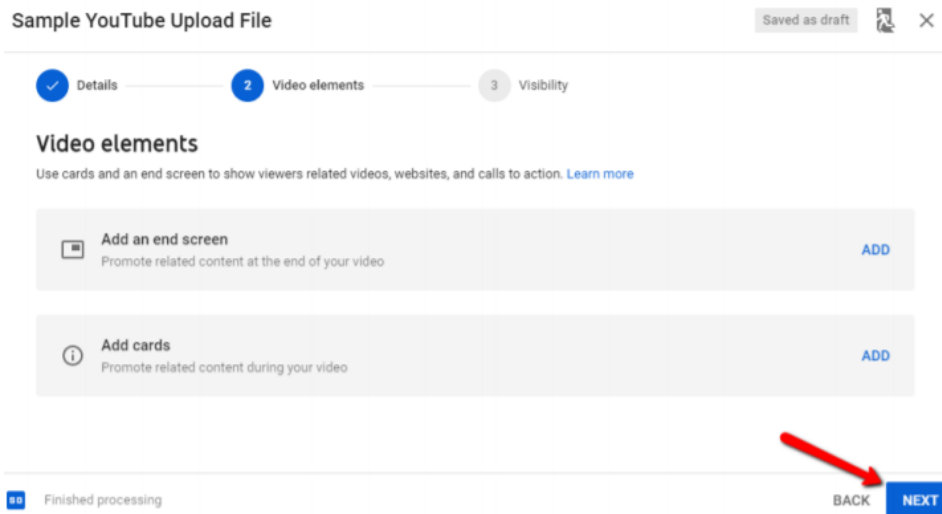 Sample YouTube Upload File
Saved as draft
Details
2
Video elements
3
Visibility
Video elements
Use cards and an end screen to show viewers related videos, websites, and calls to action. Learn more
Add an end screen
Promote related content at the end of your video
ADD
Add cards
Promote related content during your video
ADD
SD
Finished processing
BACK
NEXT